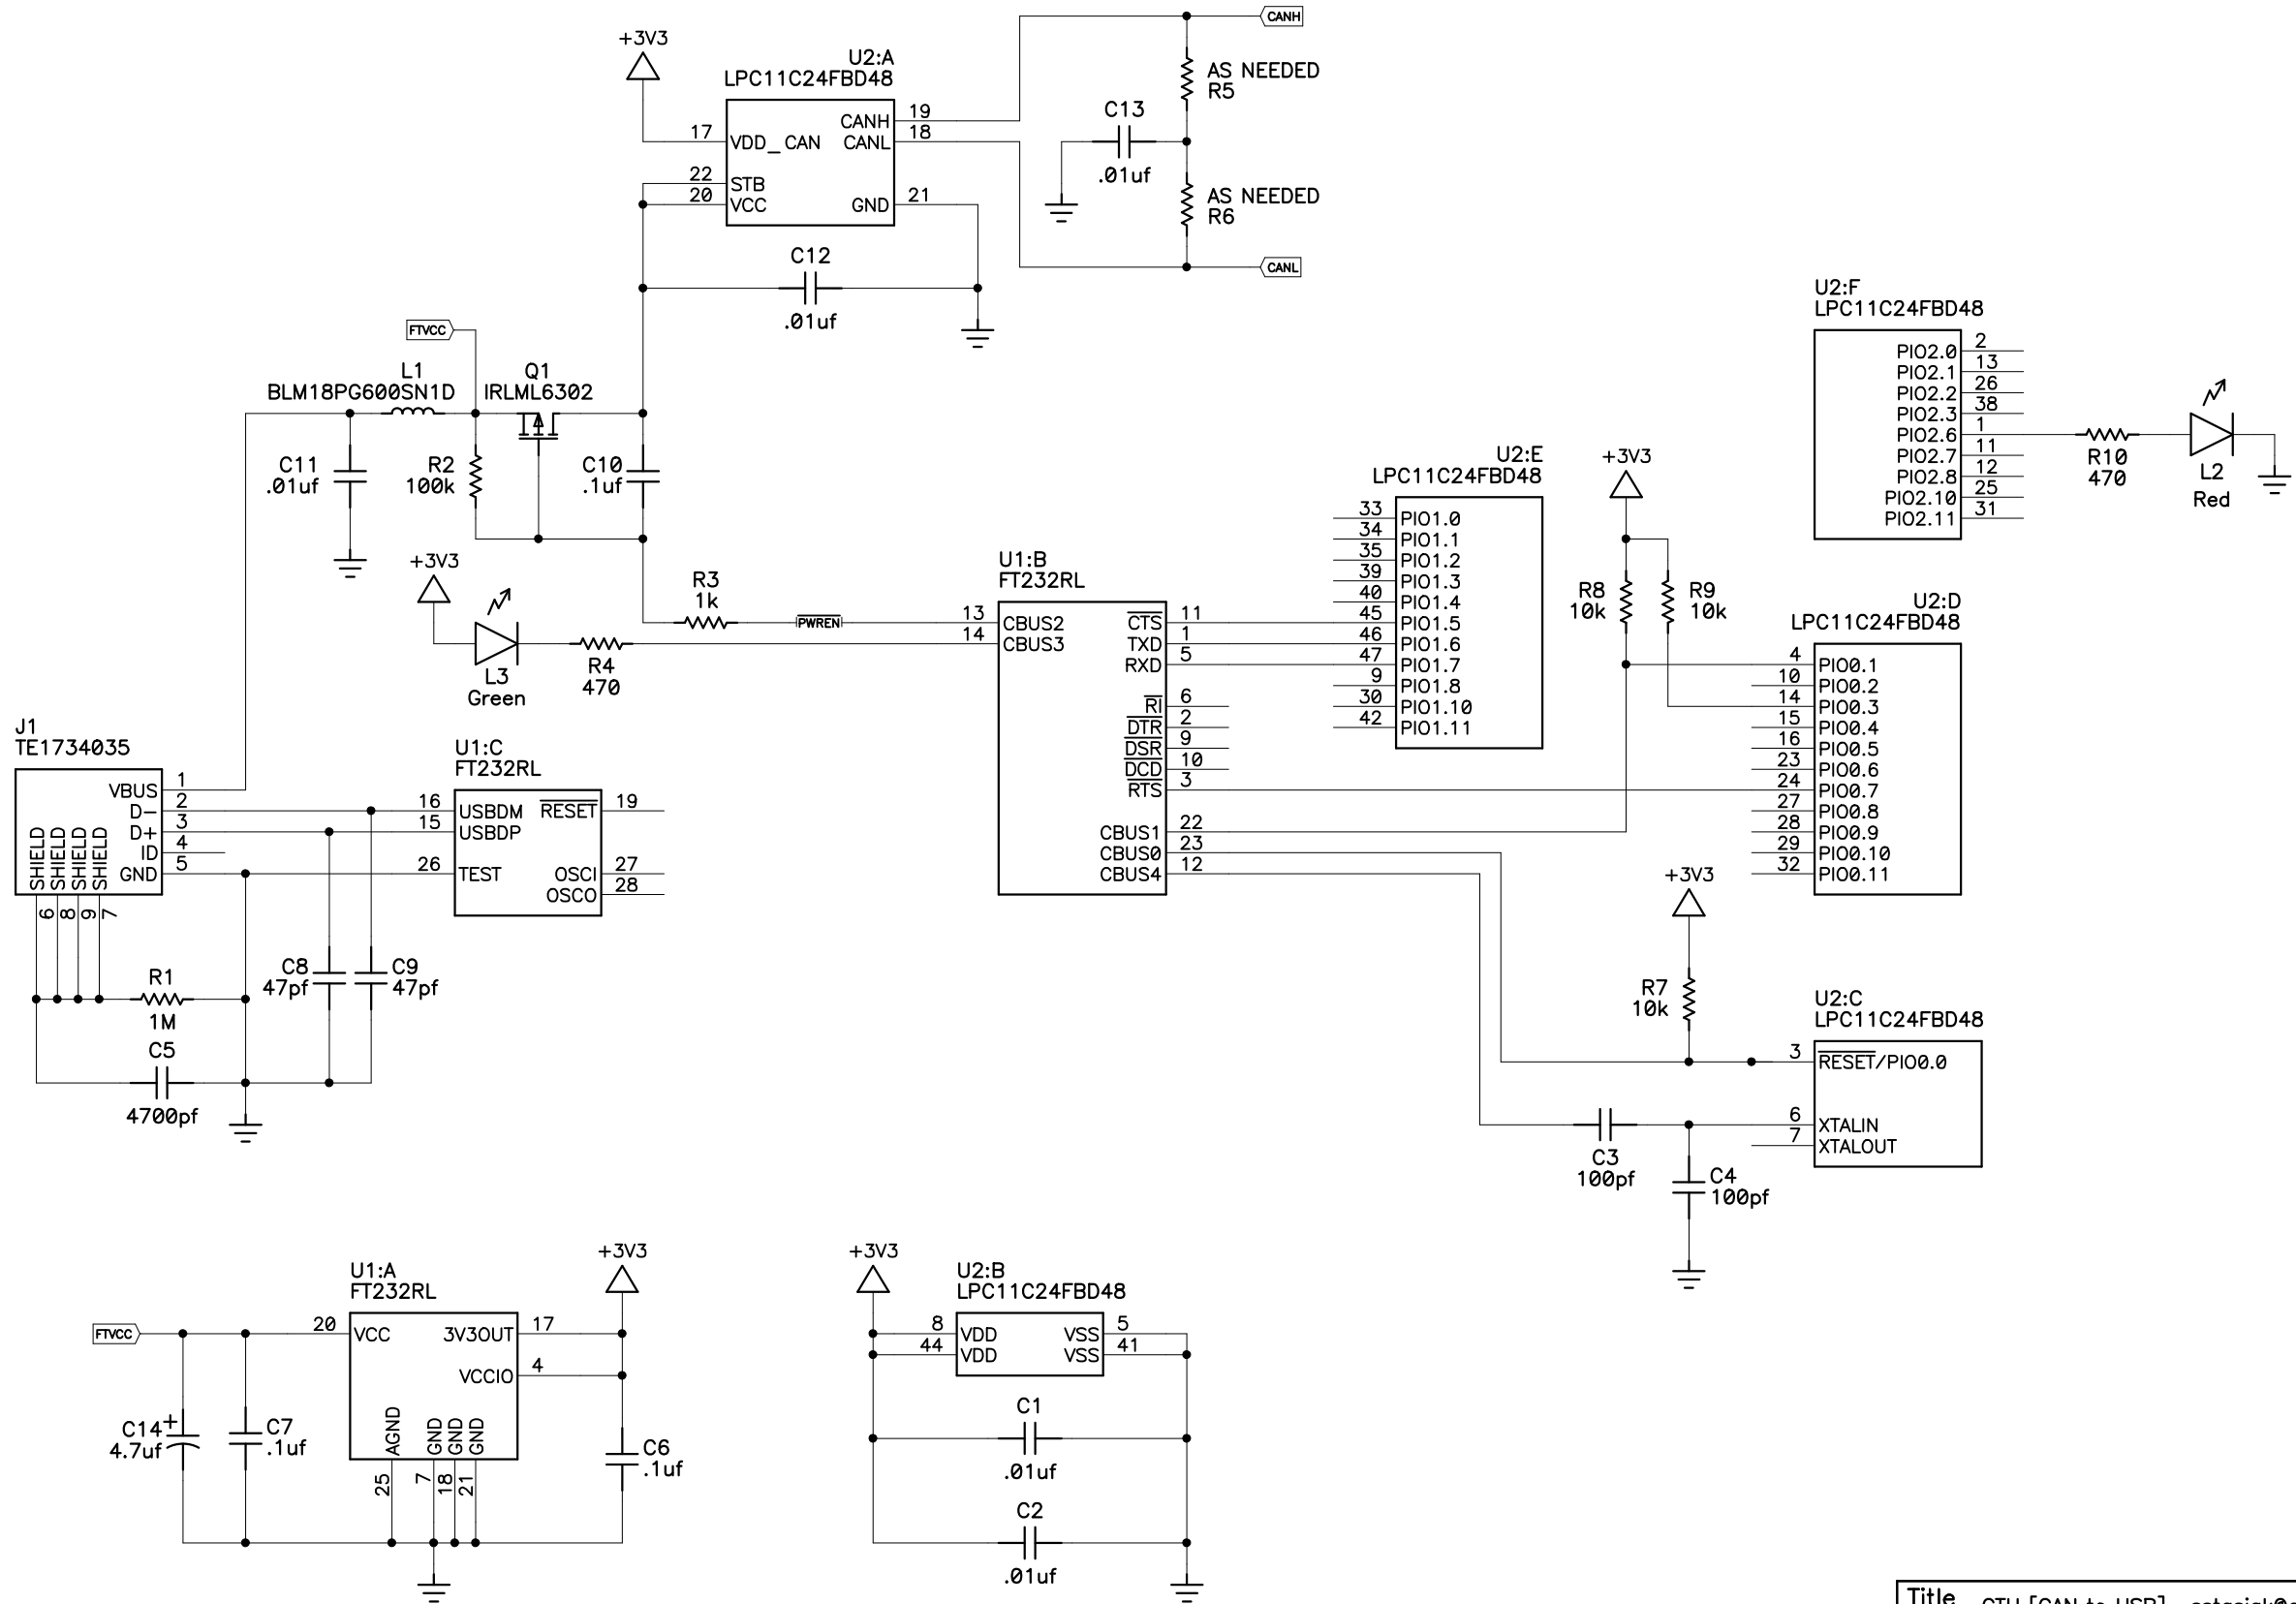 +3V3
U2:A
LPC11C24FBD48
17
22
20
VDD_CAN
STB
VCC
CANH
CANL
GND
19
18
21
CANH
AS NEEDED
R5
C13
.01uf
AS NEEDED
R6
CANL
C12
.01uf
FTVCC
L1
BLM18PG600SN1D
Q1
IRLML6302
C11
.01uf
R2
100k
C10
.1uf
+3V3
L3
Green
R3
1k
PWREN
R4
470
U1:B
FT232RL
13
14
CBUS2
CBUS3
CTS
TXD
RXD
RI
DTR
DSR
DCD
RTS
CBUS1
CBUS0
CBUS4
11
1
5
6
2
9
10
3
22
23
12
U2:E
LPC11C24FBD48
33
34
35
39
40
45
46
47
9
30
42
PIO1.0
PIO1.1
PIO1.2
PIO1.3
PIO1.4
PIO1.5
PIO1.6
PIO1.7
PIO1.8
PIO1.10
PIO1.11
+3V3
R8
10k
R9
10k
U2:F
LPC11C24FBD48
PIO2.0
PIO2.1
PIO2.2
PIO2.3
PIO2.6
PIO2.7
PIO2.8
PIO2.10
PIO2.11
2
13
26
38
1
11
12
25
31
R10
470
L2
Red
U2:D
LPC11C24FBD48
4
10
14
15
16
23
24
27
28
29
32
PIO0.1
PIO0.2
PIO0.3
PIO0.4
PIO0.5
PIO0.6
PIO0.7
PIO0.8
PIO0.9
PIO0.10
PIO0.11
J1
TE1734035
VBUS
D-
D+
ID
GND
1
2
3
4
5
SHIELD
SHIELD
SHIELD
SHIELD
6
8
9
7
U1:C
FT232RL
16
15
26
USBDM
USBDP
TEST
RESET
OSCI
OSCO
19
27
28
R1
1M
C5
4700pf
C8
47pf
C9
47pf
+3V3
R7
10k
U2:C
LPC11C24FBD48
3
6
7
RESET/PIO0.0
XTALIN
XTALOUT
C3
100pf
C4
100pf
FTVCC
U1:A
FT232RL
20
VCC
3V3OUT
VCCIO
AGND
GND
GND
GND
17
4
25
7
18
21
+3V3
C14
+
4.7uf
C7
.1uf
C6
.1uf
+3V3
U2:B
LPC11C24FBD48
8
44
VDD
VDD
VSS
VSS
5
41
C1
.01uf
C2
.01uf
Title